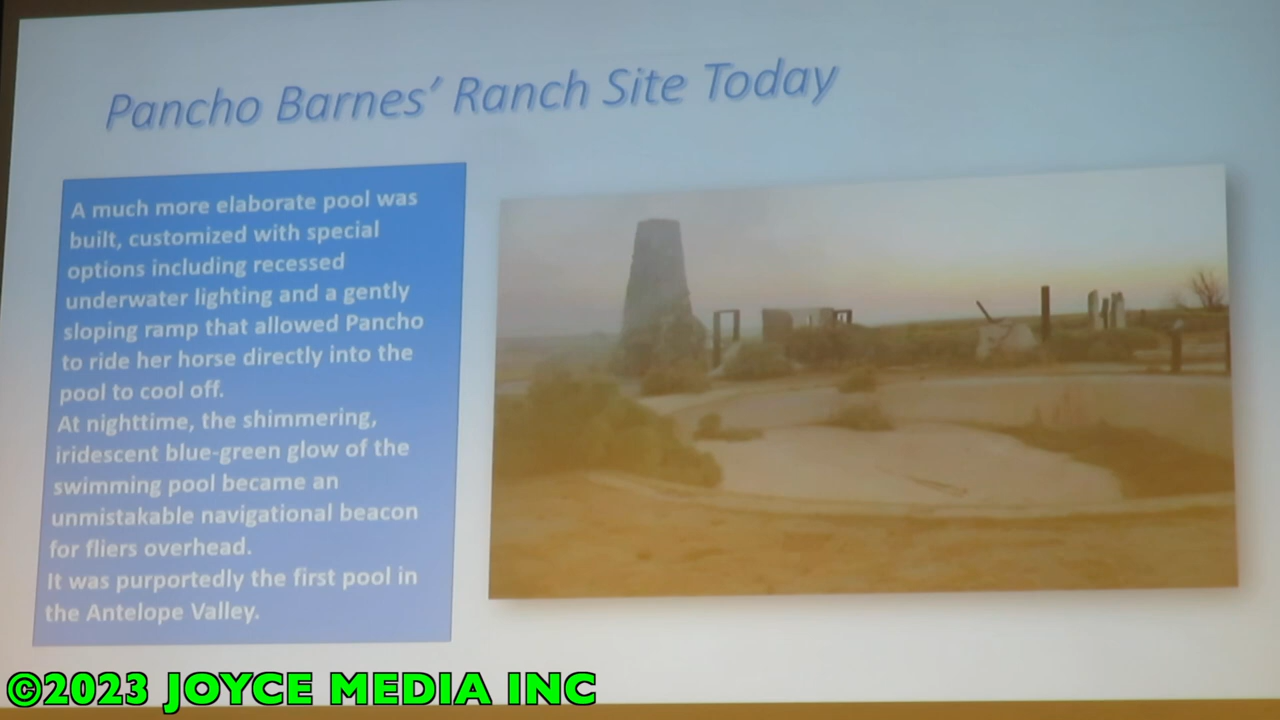 Pancho Barnes' Ranch Site Today
A much more elaborate pool was
built, customized with special
options including recessed
underwater lighting and a gently
sloping ramp that allowed Pancho
to ride her horse directly into the
pool to cool off.
At nighttime, the shimmering,
iridescent blue-green glow of the
swimming pool became an
unmistakable navigational beacon
for fliers overhead.
It was purportedly the first pool in
the Antelope Valley.
©2023 JOYCE MEDIA INC